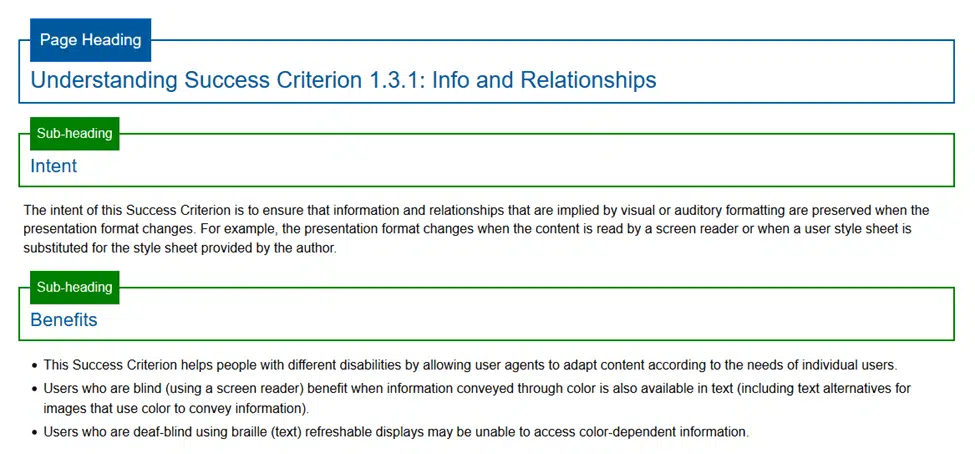 Page Heading
Understanding Success Criterion 1.3.1: Info and Relationships
Sub-heading
Intent
The intent of this Success Criterion is to ensure that information and relationships that are implied by visual or auditory formatting are preserved when the
presentation format changes. For example, the presentation format changes when the content is read by a screen reader or when a user style sheet is
substituted for the style sheet provided by the author.
Sub-heading
Benefits
• This Success Criterion helps people with different disabilities by allowing user agents to adapt content according to the needs of individual users.
• Users who are blind (using a screen reader) benefit when information conveyed through color is also available in text (including text alternatives for
images that use color to convey information).
• Users who are deaf-blind using braille (text) refreshable displays may be unable to access color-dependent information.